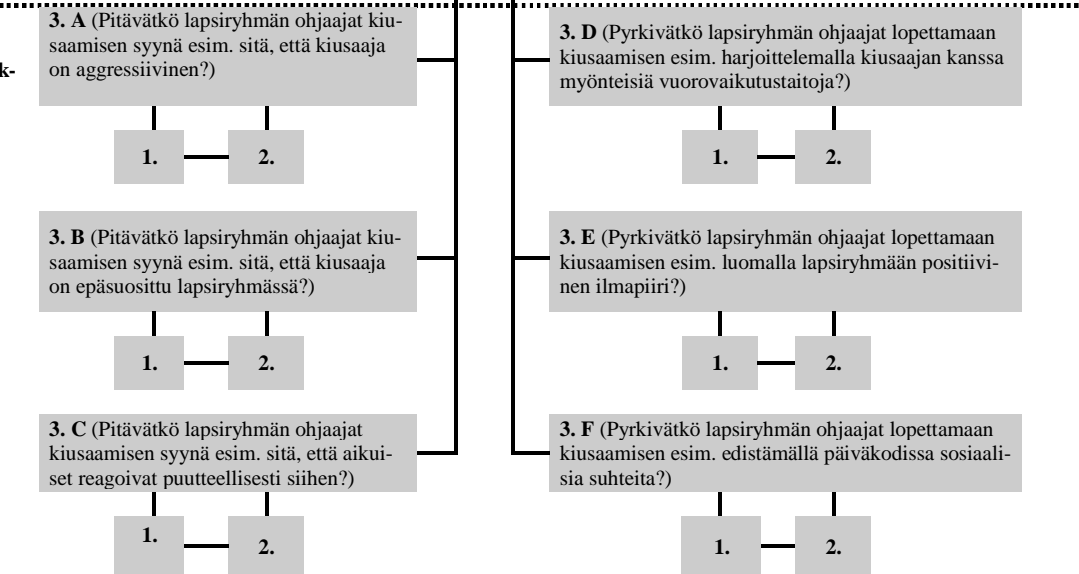 k-
3. A (Pitävätkö lapsiryhmän ohjaajat kiu-
saamisen syynä esim. sitä, että kiusaaja
on aggressiivinen?)
1.
2.
3. B (Pitävätkö lapsiryhmän ohjaajat kiu-
saamisen syynä esim. sitä, että kiusaaja
on epäsuosittu lapsiryhmässä?)
1.
2.
3. C (Pitävätkö lapsiryhmän ohjaajat
kiusaamisen syynä esim. sitä, että aikui-
set reagoivat puutteellisesti siihen?)
1.
2.
3. D (Pyrkivätkö lapsiryhmän ohjaajat lopettamaan
kiusaamisen esim. harjoittelemalla kiusaajan kanssa
myönteisiä vuorovaikutustaitoja?)
1.
2.
3. E (Pyrkivätkö lapsiryhmän ohjaajat lopettamaan
kiusaamisen esim. luomalla lapsiryhmään positiivi-
nen ilmapiiri?)
1.
2.
3. F (Pyrkivätkö lapsiryhmän ohjaajat lopettamaan
kiusaamisen esim. edistämällä päiväkodissa sosiaali-
sia suhteita?)
1.
2.